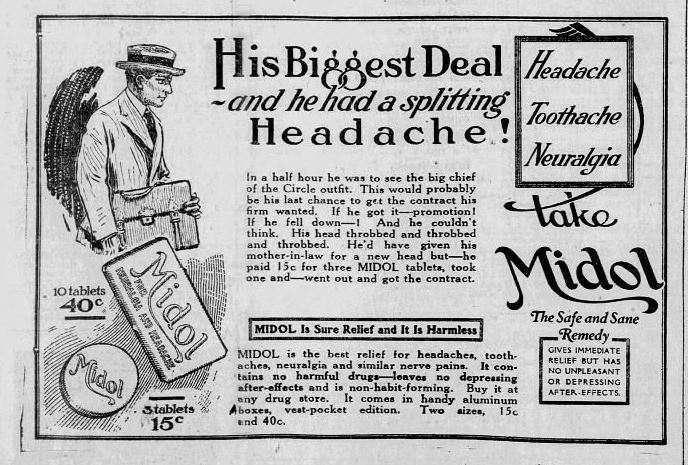 His Biggest Deal
~and he had a splitting
Headache!
In a half hour he was to see the big chief
of the Circle outfit. This would probably
be his last chance to get the contract his
firm wanted. If he got it—promotion!
If he fell down—! And he couldn't
think. His head throbbed and throbbed
and throbbed. He'd have given his
mother-in-law for a new head but—he
paid 15c for three MIDOL tablets, took
one and—went out and got the contract.
MIDOL Is Sure Relief and It Is Harmless
MIDOL is the best relief for headaches, tooth-
aches, neuralgia and similar nerve pains. It con-
tains no harmful drugs—leaves no depressing
after-effects and is non-habit-forming. Buy it at
any drug store. It comes in handy aluminum
boxes, vest-pocket edition. Two sizes, 15c
and 40c.
10 tablets
40c
Midol
FOR
NEURALGIA AND HEADACHE
Midol
3 tablets
15c
Headache
Toothache
Neuralgia
take
Midol
The Safe and Sane
Remedy
GIVES IMMEDIATE
RELIEF BUT HAS
NO UNPLEASANT
OR DEPRESSING
AFTER-EFFECTS.